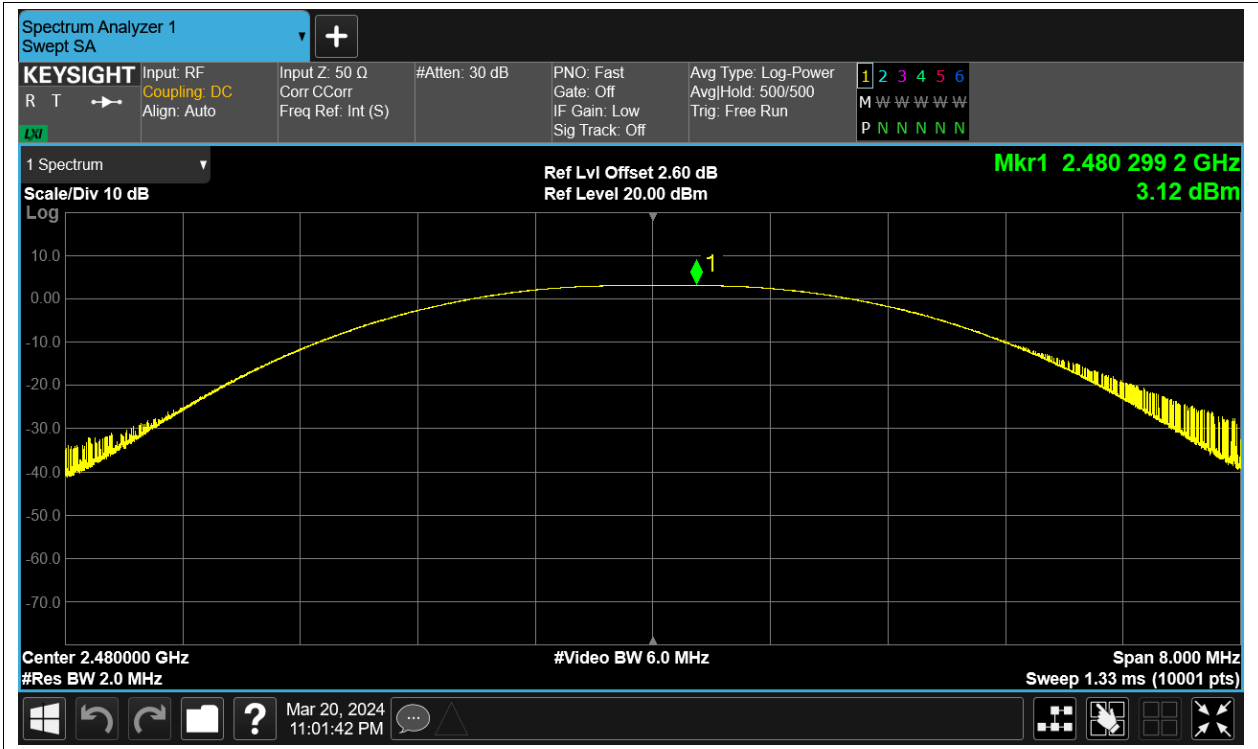 Spectrum Analyzer 1
Swept SA
+
KEYSIGHT
R T
LXI
Input: RF
Coupling: DC
Align: Auto
Input Z: 50 Ω
Corr CCorr
Freq Ref: Int (S)
#Atten: 30 dB
PNO: Fast
Gate: Off
IF Gain: Low
Sig Track: Off
Avg Type: Log-Power
Avg|Hold: 500/500
Trig: Free Run
1 2 3 4 5 6
M W W W W W
P N N N N N
1 Spectrum
Scale/Div 10 dB
Log
Ref Lvl Offset 2.60 dB
Ref Level 20.00 dBm
Mkr1 2.480 299 2 GHz
3.12 dBm
1
10.0
0.00
-10.0
-20.0
-30.0
-40.0
-50.0
-60.0
-70.0
Center 2.480000 GHz
#Video BW 6.0 MHz
Span 8.000 MHz
#Res BW 2.0 MHz
Sweep 1.33 ms (10001 pts)
?
Mar 20, 2024
11:01:42 PM